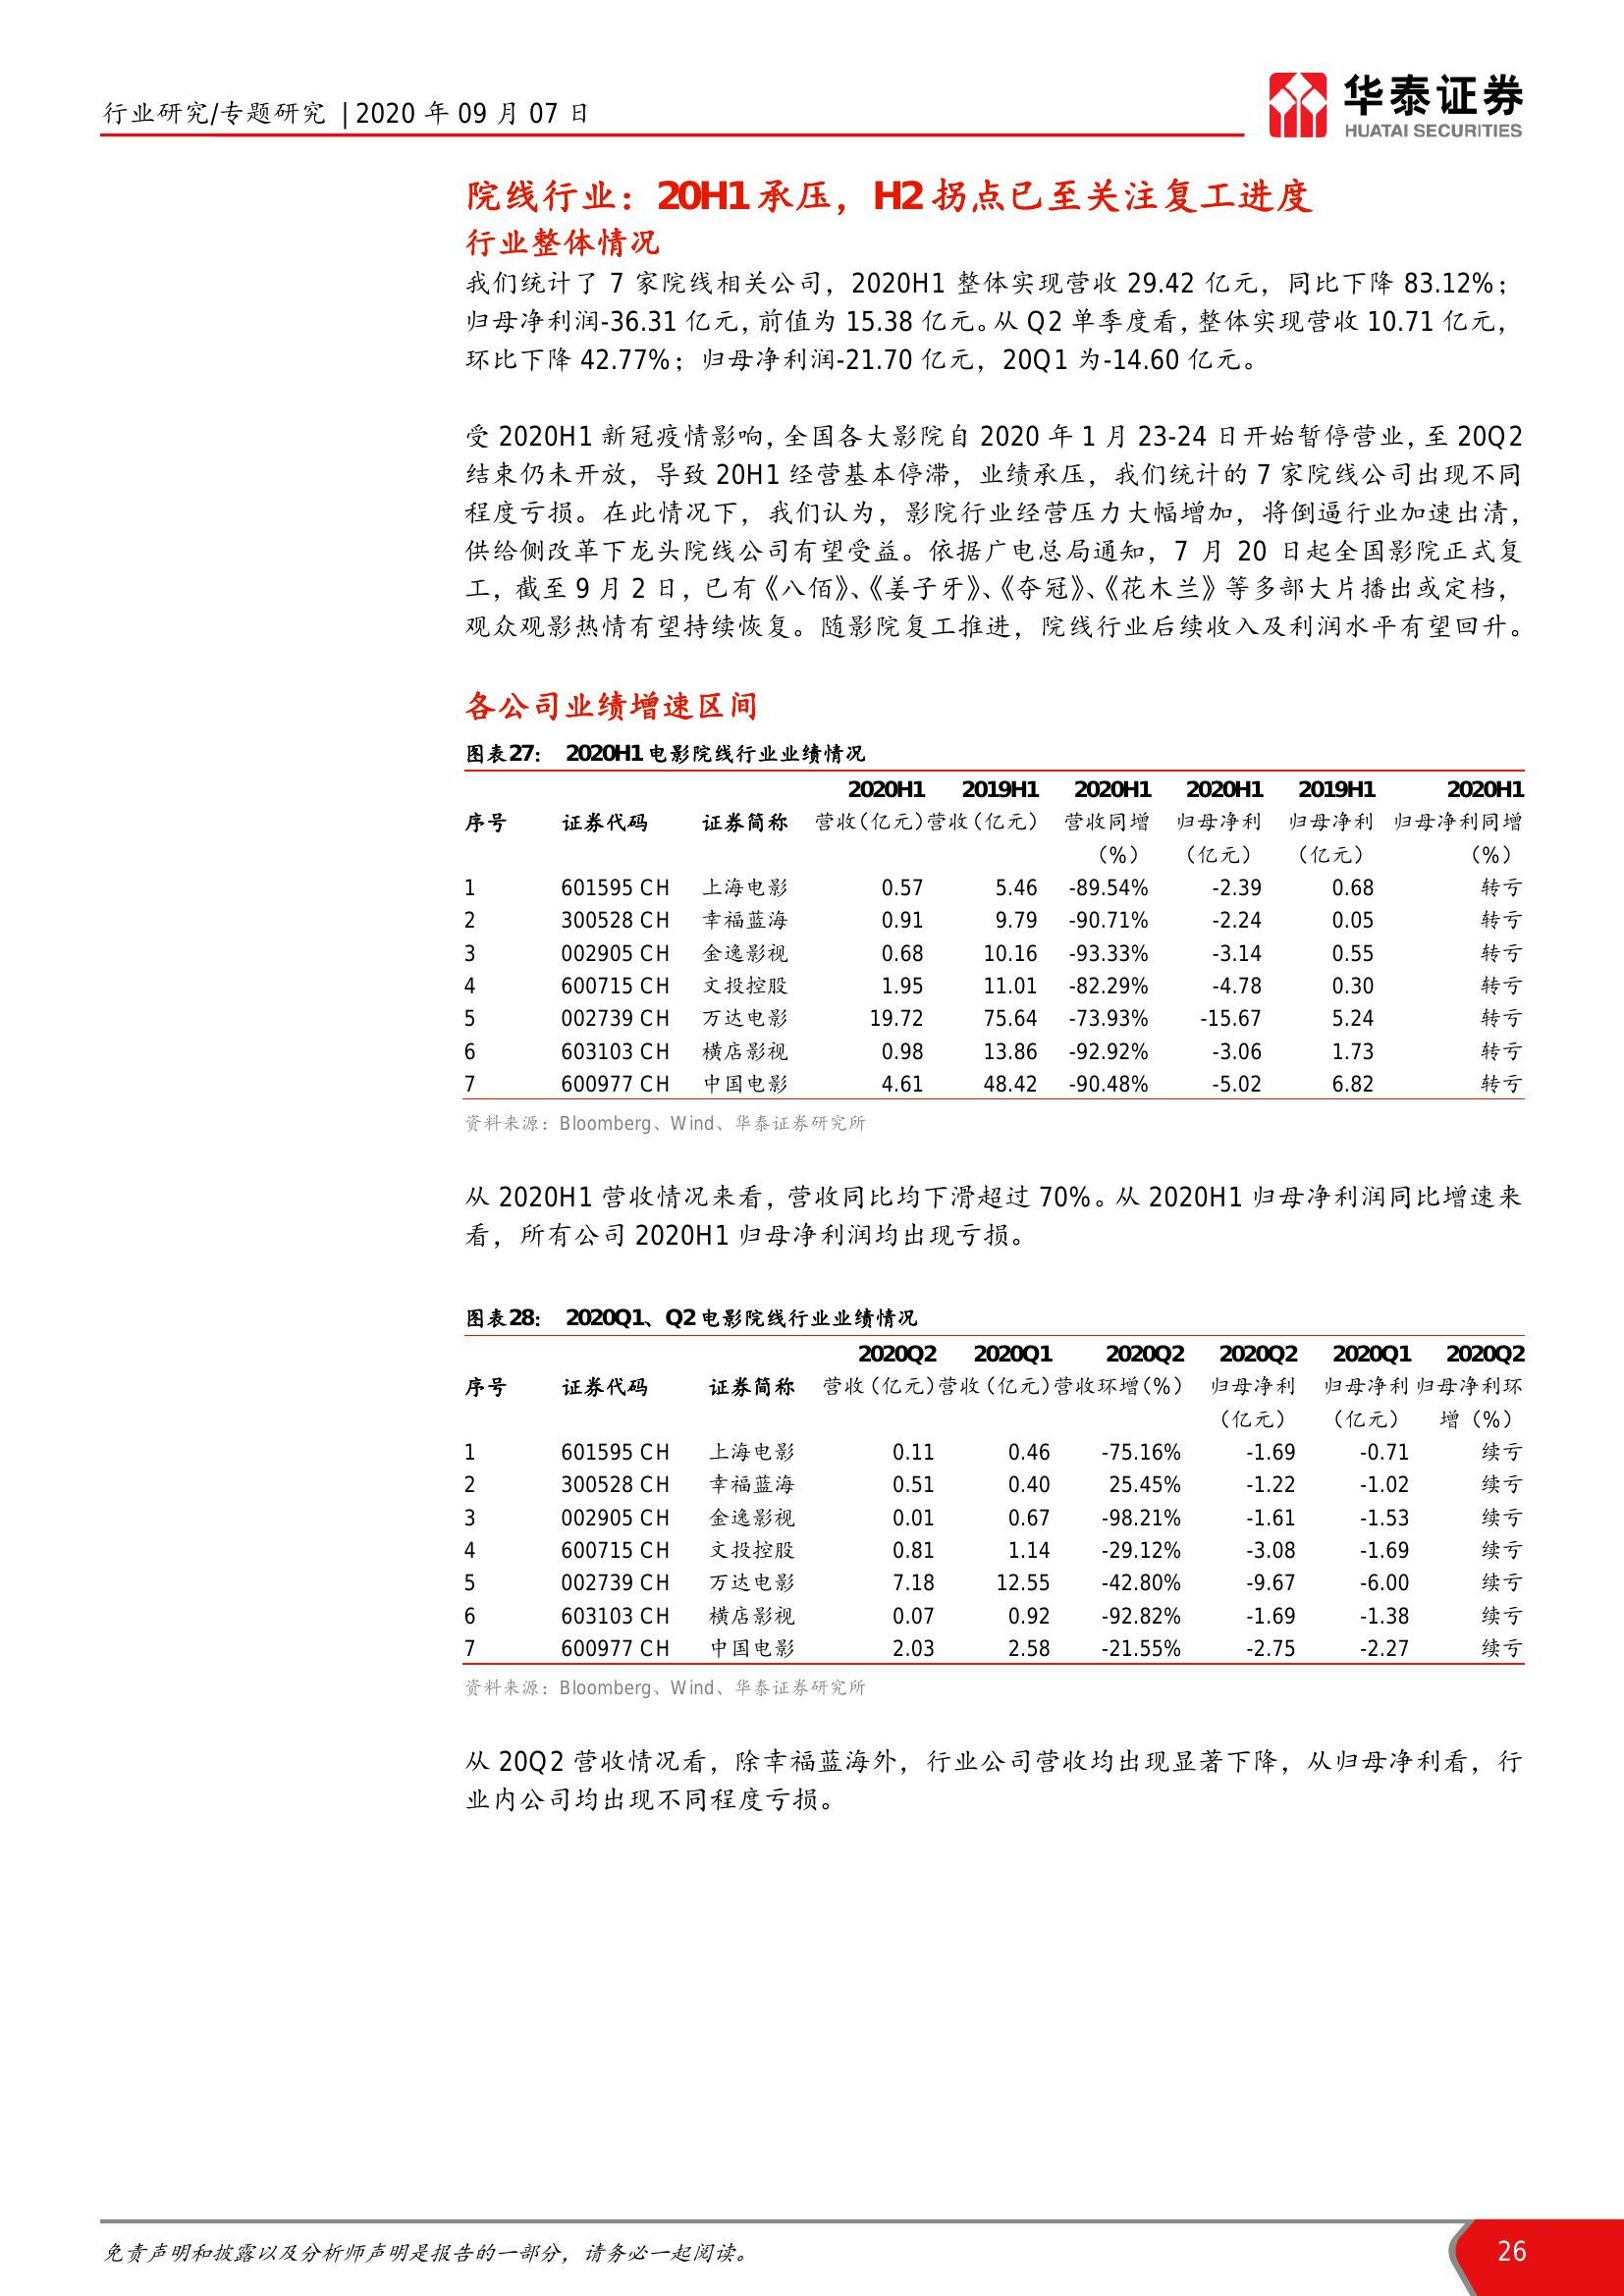 行业研究/专题研究 | 2020 年 09 月 07 日
华泰证券
HUATAI SECURITIES
院线行业：20H1 承压，H2 拐点已至关注复工进度
行业整体情况
我们统计了 7 家院线相关公司，2020H1 整体实现营收 29.42 亿元，同比下降 83.12%；
归母净利润-36.31 亿元，前值为 15.38 亿元。从 Q2 单季度看，整体实现营收 10.71 亿元，
环比下降 42.77%；归母净利润-21.70 亿元，20Q1 为-14.60 亿元。
受 2020H1 新冠疫情影响，全国各大影院自 2020 年 1 月 23-24 日开始暂停营业，至 20Q2
结束仍未开放，导致 20H1 经营基本停滞，业绩承压，我们统计的 7 家院线公司出现不同
程度亏损。在此情况下，我们认为，影院行业经营压力大幅增加，将倒逼行业加速出清，
供给侧改革下龙头院线公司有望受益。依据广电总局通知，7 月 20 日起全国影院正式复
工，截至 9 月 2 日，已有《八佰》、《姜子牙》、《夺冠》、《花木兰》等多部大片播出或定档，
观众观影热情有望持续恢复。随影院复工推进，院线行业后续收入及利润水平有望回升。
各公司业绩增速区间
图表27： 2020H1 电影院线行业业绩情况
2020H1 2019H1 2020H1 2020H1 2019H1 2020H1
序号 证券代码 证券简称 营收（亿元） 营收（亿元） 营收同增 归母净利 归母净利 归母净利同增
（%） （亿元） （亿元） （%）
1 601595 CH 上海电影 0.57 5.46 -89.54% -2.39 0.68 转亏
2 300528 CH 幸福蓝海 0.91 9.79 -90.71% -2.24 0.05 转亏
3 002905 CH 金逸影视 0.68 10.16 -93.33% -3.14 0.55 转亏
4 600715 CH 文投控股 1.95 11.01 -82.29% -4.78 0.30 转亏
5 002739 CH 万达电影 19.72 75.64 -73.93% -15.67 5.24 转亏
6 603103 CH 横店影视 0.98 13.86 -92.92% -3.06 1.73 转亏
7 600977 CH 中国电影 4.61 48.42 -90.48% -5.02 6.82 转亏
资料来源：Bloomberg、Wind、华泰证券研究所
从 2020H1 营收情况来看，营收同比均下滑超过 70%。从 2020H1 归母净利润同比增速来
看，所有公司 2020H1 归母净利润均出现亏损。
图表28： 2020Q1、Q2 电影院线行业业绩情况
2020Q2 2020Q1 2020Q2 2020Q2 2020Q1 2020Q2
序号 证券代码 证券简称 营收（亿元） 营收（亿元） 营收环增(%) 归母净利 归母净利 归母净利环
（亿元） （亿元） 增（%）
1 601595 CH 上海电影 0.11 0.46 -75.16% -1.69 -0.71 续亏
2 300528 CH 幸福蓝海 0.51 0.40 25.45% -1.22 -1.02 续亏
3 002905 CH 金逸影视 0.01 0.67 -98.21% -1.61 -1.53 续亏
4 600715 CH 文投控股 0.81 1.14 -29.12% -3.08 -1.69 续亏
5 002739 CH 万达电影 7.18 12.55 -42.80% -9.67 -6.00 续亏
6 603103 CH 横店影视 0.07 0.92 -92.82% -1.69 -1.38 续亏
7 600977 CH 中国电影 2.03 2.58 -21.55% -2.75 -2.27 续亏
资料来源：Bloomberg、Wind、华泰证券研究所
从 20Q2 营收情况看，除幸福蓝海外，行业公司营收均出现显著下降，从归母净利看，行
业内公司均出现不同程度亏损。
免责声明和披露以及分析师声明是报告的一部分，请务必一起阅读。
26